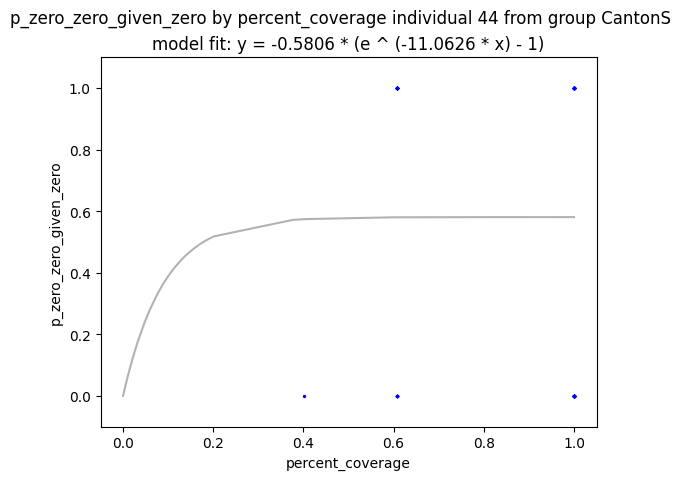 p_zero_zero_given_zero by percent_coverage individual 44 from group CantonS
model fit: y = -0.5806 * (e ^ (-11.0626 * x) - 1)
1.0
0.8
0.6
0.4
0.2
0.0
p_zero_zero_given_zero
0.0 0.2 0.4 0.6 0.8 1.0
percent_coverage